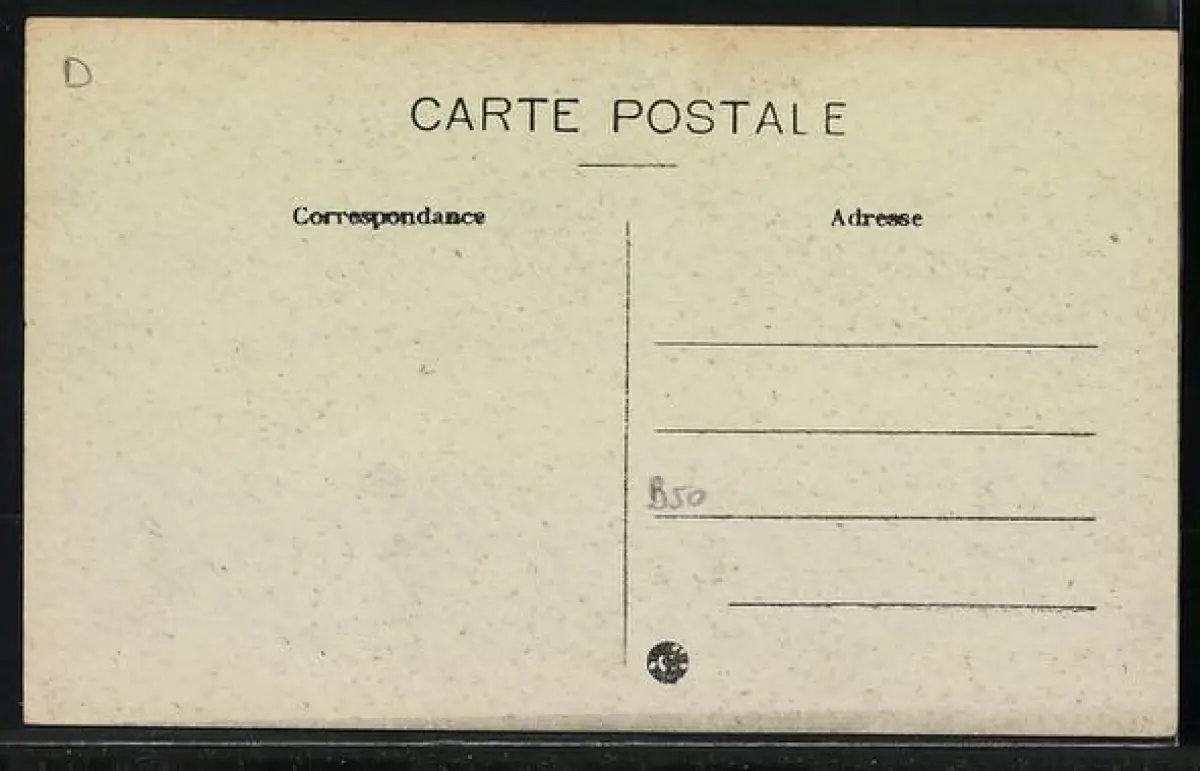 D
CARTE POSTALE
Correspondance
Adresse
B50